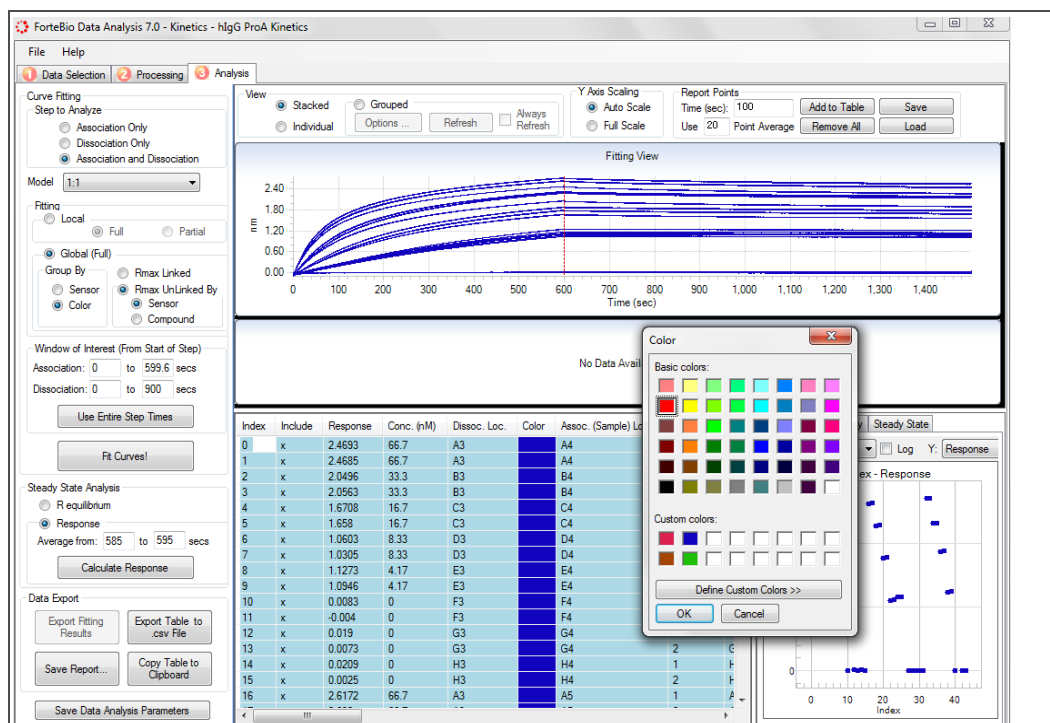 ForteBio Data Analysis 7.0 - Kinetics - hIgG ProA Kinetics
File Help
1 Data Selection 2 Processing 3 Analysis
Curve Fitting
Step to Analyze
Association Only
Dissociation Only
Association and Dissociation
Model 1:1
Fitting
Local
Full Partial
Global (Full)
Group By
Sensor
Color
Rmax Linked
Rmax UnLinked By
Sensor
Compound
Window of Interest (From Start of Step)
Association: 0 to 599.6 secs
Dissociation: 0 to 900 secs
Use Entire Step Times
Fit Curves!
Steady State Analysis
R equilibrium
Response
Average from: 585 to 595 secs
Calculate Response
Data Export
Export Fitting Results
Export Table to .csv File
Save Report...
Copy Table to Clipboard
Save Data Analysis Parameters
View
Stacked Grouped
Individual Options ... Refresh Always Refresh
Y Axis Scaling
Auto Scale
Full Scale
Report Points
Time (sec): 100 Add to Table Save
Use 20 Point Average Remove All Load
Fitting View
nm
2.40
1.80
1.20
0.60
0.00
0 100 200 300 400 500 600 700 800 900 1,000 1,100 1,200 1,300 1,400
Time (sec)
No Data Avail
Index Include Response Conc. (nM) Dissoc. Loc. Color Assoc. (Sample) Lo
0 x 2.4693 66.7 A3 A4
1 x 2.4685 66.7 A3 A4
2 x 2.0496 33.3 B3 B4
3 x 2.0563 33.3 B3 B4
4 x 1.6708 16.7 C3 C4
5 x 1.658 16.7 C3 C4
6 x 1.0603 8.33 D3 D4
7 x 1.0305 8.33 D3 D4
8 x 1.1273 4.17 E3 E4
9 x 1.0946 4.17 E3 E4
10 x 0.0083 0 F3 F4
11 x -0.004 0 F3 F4
12 x 0.019 0 G3 G4
13 x 0.0073 0 G3 G4 2
14 x 0.0209 0 H3 H4 1
15 x 0.0025 0 H3 H4 2
16 x 2.6172 66.7 A3 A5 1
Color
Basic colors:
Custom colors:
Define Custom Colors >>
OK Cancel
Steady State
Log Y: Response
ex - Response
0
0 10 20 30 40
Index